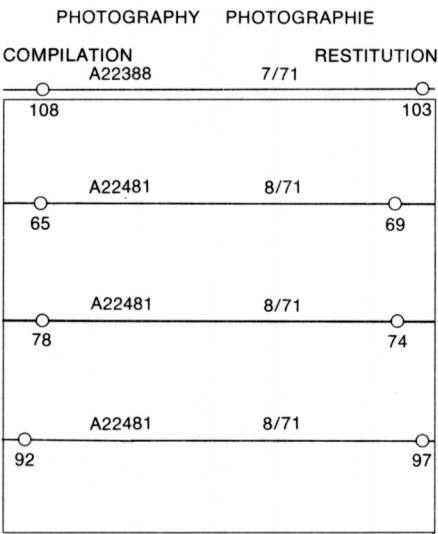 PHOTOGRAPHY PHOTOGRAPHIE
COMPILATION RESTITUTION
A22388 7/71
108 103
A22481 8/71
65 69
A22481 8/71
78 74
A22481 8/71
92 97